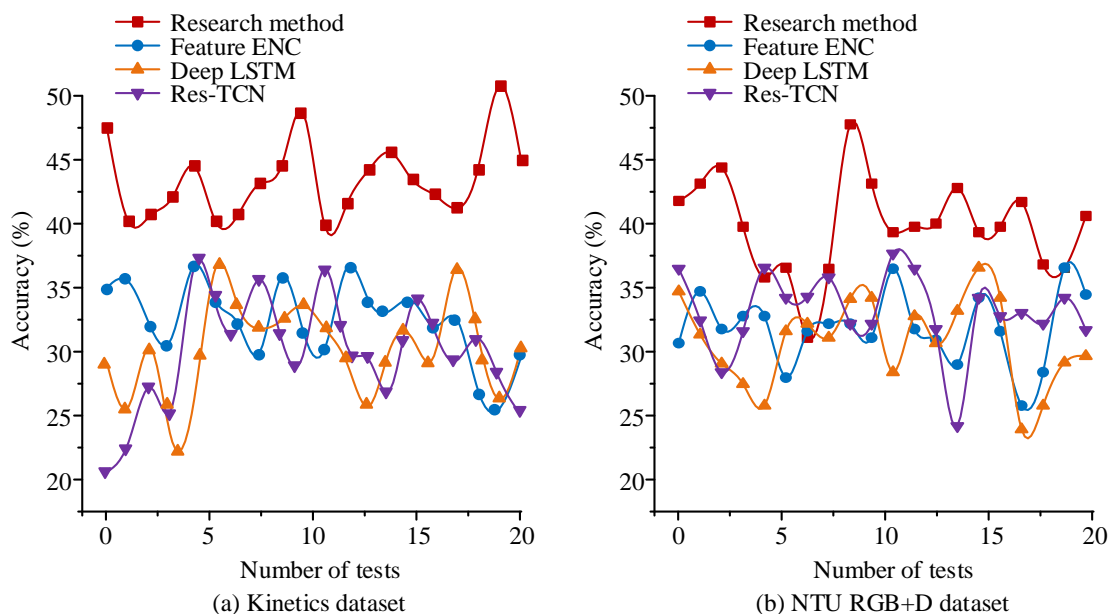 Research method
Feature ENC
Deep LSTM
Res-TCN
50
45
40
35
30
25
20
Accuracy (%)
0
5
10
15
20
Number of tests
(a) Kinetics dataset
Research method
Feature ENC
Deep LSTM
Res-TCN
50
45
40
35
30
25
20
Accuracy (%)
0
5
10
15
20
Number of tests
(b) NTU RGB+D dataset